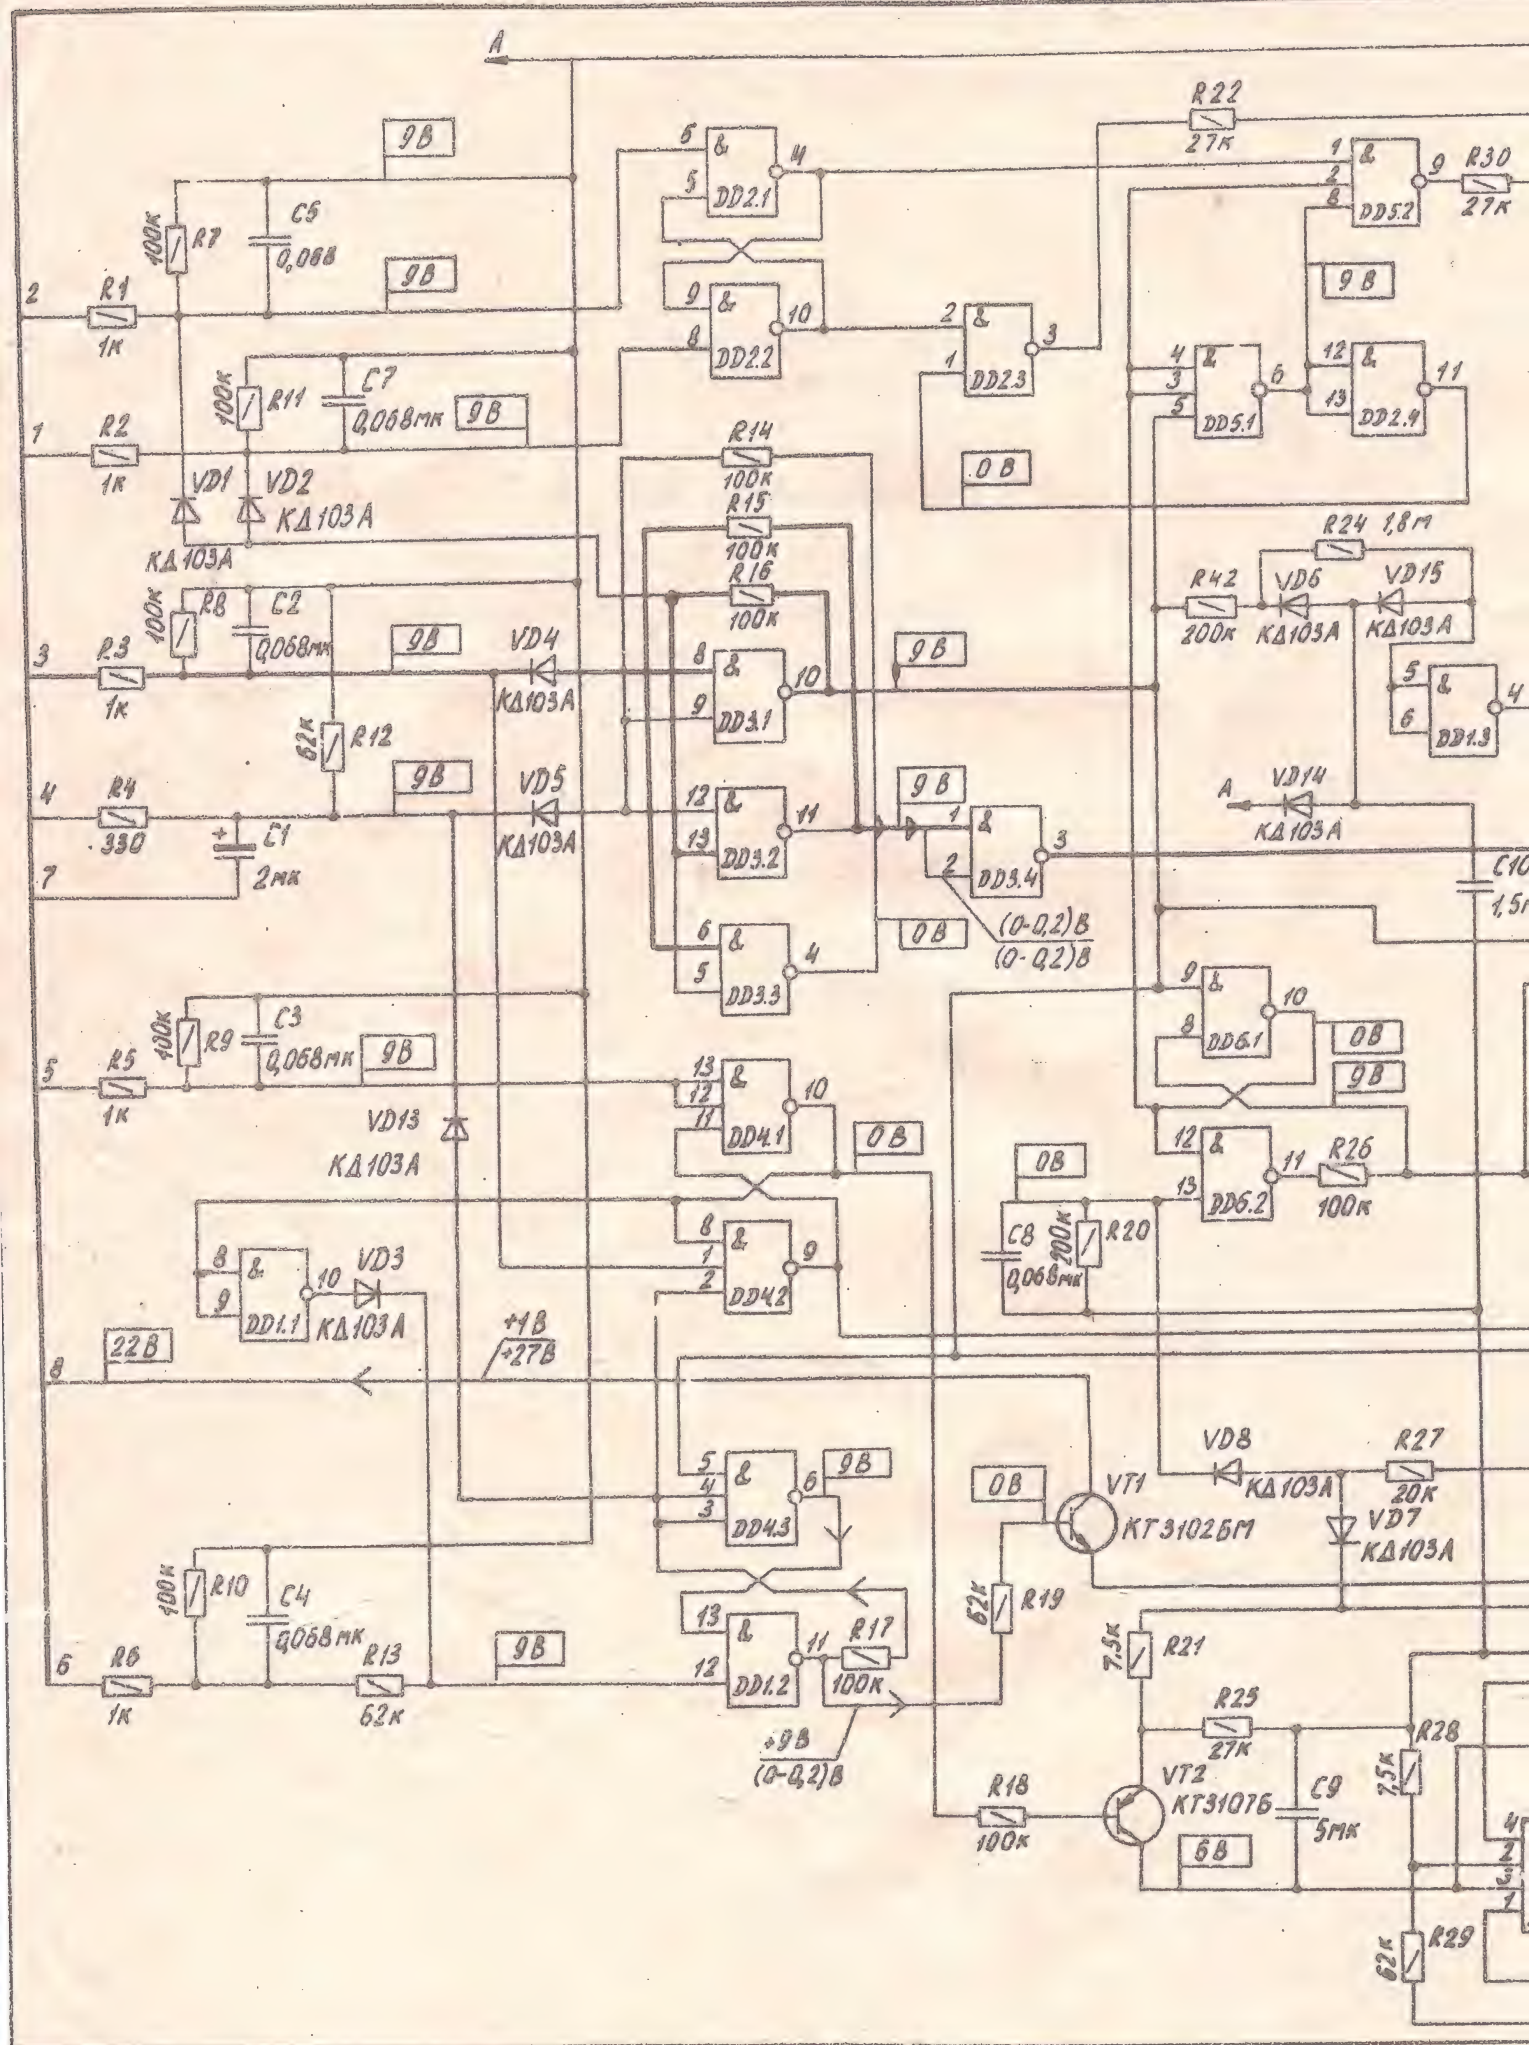 A
R22
27к
9В
6
&
4
5
DD2.1
1
&
2
8
9
DD5.2
R30
27к
100к
R7
C5
0,068
9В
9В
2
R1
1к
9
&
10
8
DD2.2
2
&
3
1
DD2.3
4
&
3
6
5
DD5.1
12
&
11
13
DD2.4
100к
R11
C7
0,068мк
9В
1
R2
1к
VD1
VD2
КД103А
КД103А
R14
100к
R15
100к
R16
100к
0В
R24
1,8м
R42
200к
VD6
КД103А
VD15
КД103А
100к
R8
C2
0,068мк
9В
VD4
КД103А
3
R3
1к
8
&
10
9
DD3.1
9В
5
&
4
6
DD1.3
62к
R12
9В
VD5
КД103А
4
R4
330
+
C1
2мк
7
12
&
11
13
DD3.2
9В
1
&
3
2
DD3.4
A
VD14
КД103А
C10
6
&
4
5
DD3.3
0В
(0-0,2)В
(0-0,2)В
100к
R9
C3
0,068мк
9В
5
R5
1к
13
&
12
10
11
DD4.1
9
&
10
8
DD6.1
0В
9В
VD13
КД103А
0В
0В
12
&
11
13
DD6.2
R26
100к
C8
0,068мк
200к
R20
8
&
10
9
DD1.1
VD3
КД103А
8
&
1
9
2
DD4.2
22В
8
+1В
+27В
5
&
4
6
3
DD4.3
9В
0В
VT1
КТ3102БМ
VD8
КД103А
R27
20к
VD7
КД103А
100к
R10
C4
0,068мк
62к
R19
R21
6
R6
1к
R13
62к
9В
13
&
11
12
DD1.2
R17
100к
+9В
(0-0,2)В
R25
27к
R28
7,5к
R18
100к
VT2
КТ3107Б
C9
5мк
6В
4
2
3
1
62к
R29